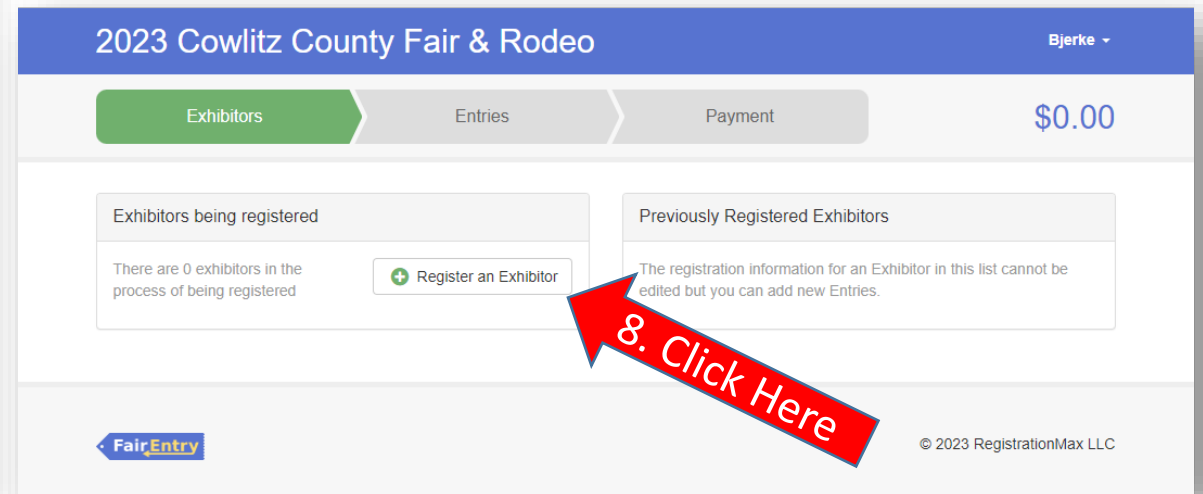 2023 Cowlitz County Fair & Rodeo
Bjerke
Exhibitors
Entries
Payment
$0.00
Exhibitors being registered
There are 0 exhibitors in the
process of being registered
Register an Exhibitor
Previously Registered Exhibitors
The registration information for an Exhibitor in this list cannot be
edited but you can add new Entries.
8. Click Here
FairEntry
© 2023 RegistrationMax LLC